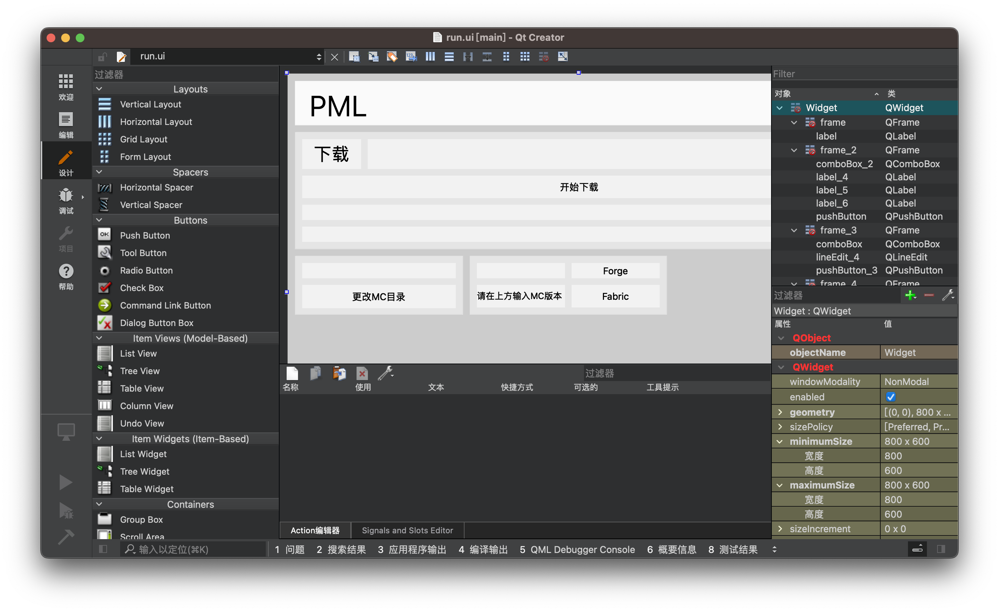 run.ui [main] - Qt Creator
run.ui
欢迎
编辑
设计
调试
项目
帮助
过滤器
Layouts
Vertical Layout
Horizontal Layout
Grid Layout
Form Layout
Spacers
Horizontal Spacer
Vertical Spacer
Buttons
OK Push Button
Tool Button
Radio Button
Check Box
Command Link Button
Dialog Button Box
Item Views (Model-Based)
List View
Tree View
Table View
Column View
Undo View
Item Widgets (Item-Based)
List Widget
Tree Widget
Table Widget
Containers
Group Box
Scroll Area
PML
下载
开始下载
更改MC目录
Forge
请在上方输入MC版本
Fabric
过滤器
名称 使用 文本 快捷方式 可选的 工具提示
Action编辑器 Signals and Slots Editor
Filter
对象 类
Widget QWidget
frame QFrame
label QLabel
frame_2 QFrame
comboBox_2 QComboBox
label_4 QLabel
label_5 QLabel
label_6 QLabel
pushButton QPushButton
frame_3 QFrame
comboBox QComboBox
lineEdit_4 QLineEdit
pushButton_3 QPushButton
frame_4 QFrame
过滤器
Widget : QWidget
属性 值
QObject
objectName Widget
QWidget
windowModality NonModal
enabled
geometry [(0, 0), 800 x ...
sizePolicy [Preferred, Pr...
minimumSize 800 x 600
宽度 800
高度 600
maximumSize 800 x 600
宽度 800
高度 600
sizeIncrement 0 x 0
输入以定位(⌘K)
1 问题 2 搜索结果 3 应用程序输出 4 编译输出 5 QML Debugger Console 6 概要信息 8 测试结果